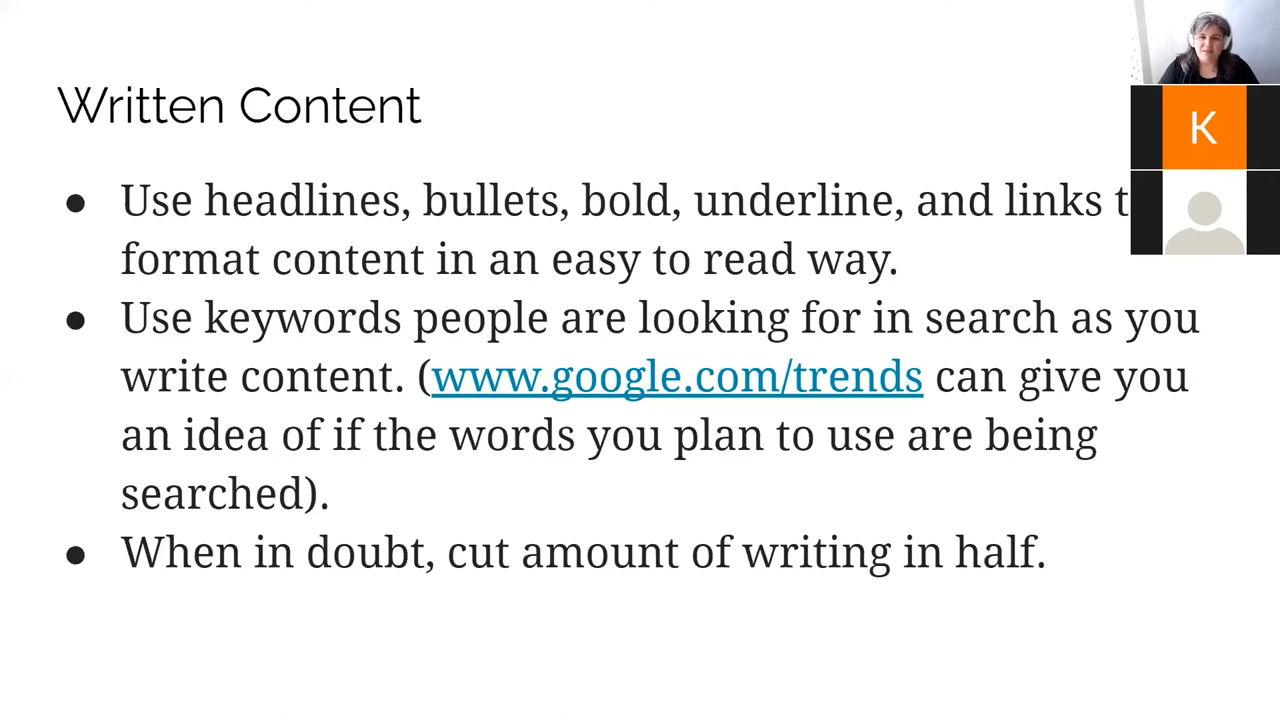 Written Content
● Use headlines, bullets, bold, underline, and links
format content in an easy to read way.
● Use keywords people are looking for in search as you
write content. (www.google.com/trends can give you
an idea of if the words you plan to use are being
searched).
● When in doubt, cut amount of writing in half.
K